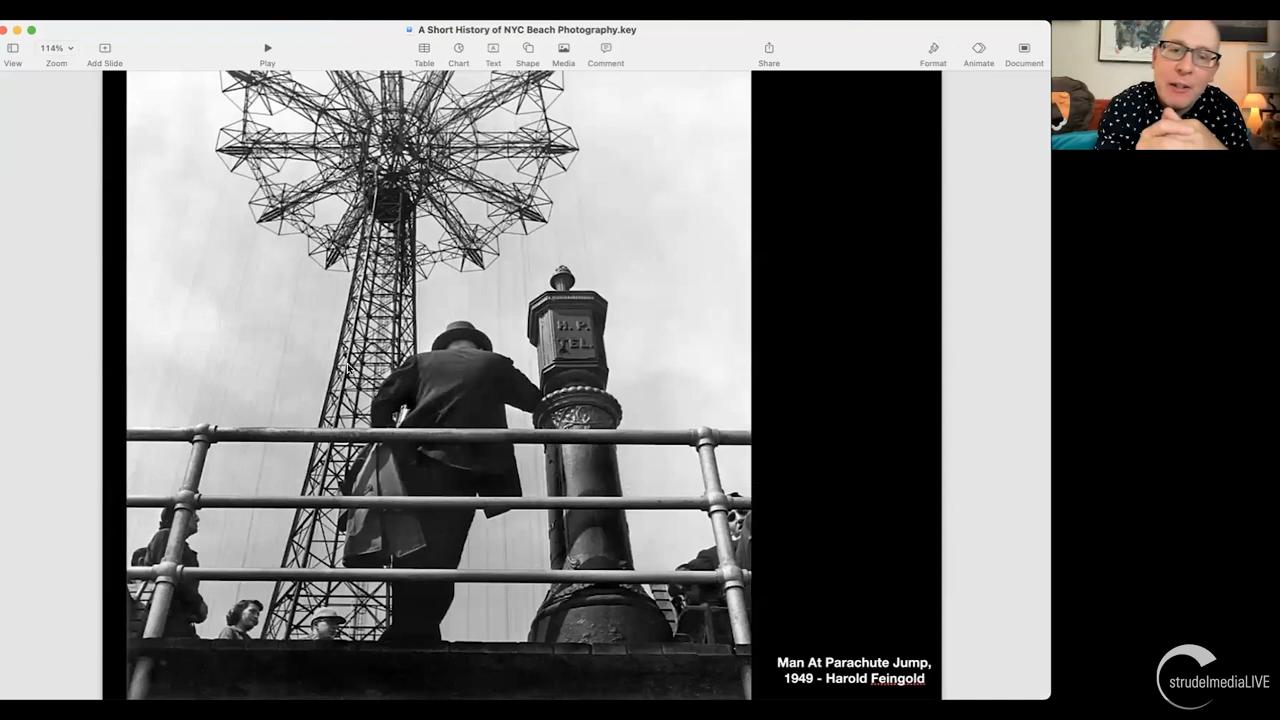 A Short History of NYC Beach Photography.key
114%
View
Zoom
Add Slide
Play
Table
Chart
Text
Shape
Media
Comment
Share
Format
Animate
Document
H. P.
TEL.
Man At Parachute Jump,
1949 - Harold Feingold
strudelmediaLIVE